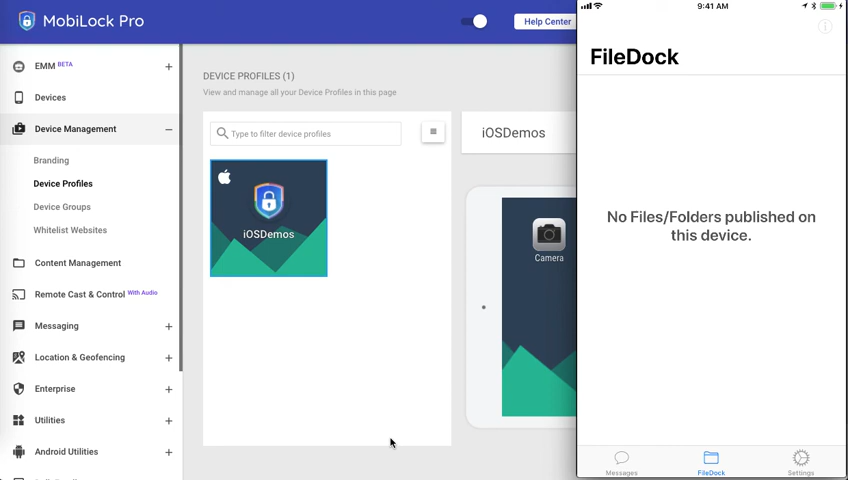 MobiLock Pro
Help Center
EMM BETA
Devices
Device Management
Branding
Device Profiles
Device Groups
Whitelist Websites
Content Management
Remote Cast & Control With Audio
Messaging
Location & Geofencing
Enterprise
Utilities
Android Utilities
DEVICE PROFILES (1)
View and manage all your Device Profiles in this page
Type to filter device profiles
iOSDemos
iOSDemos
Camera
9:41 AM
FileDock
No Files/Folders published on
this device.
Messages
FileDock
Settings